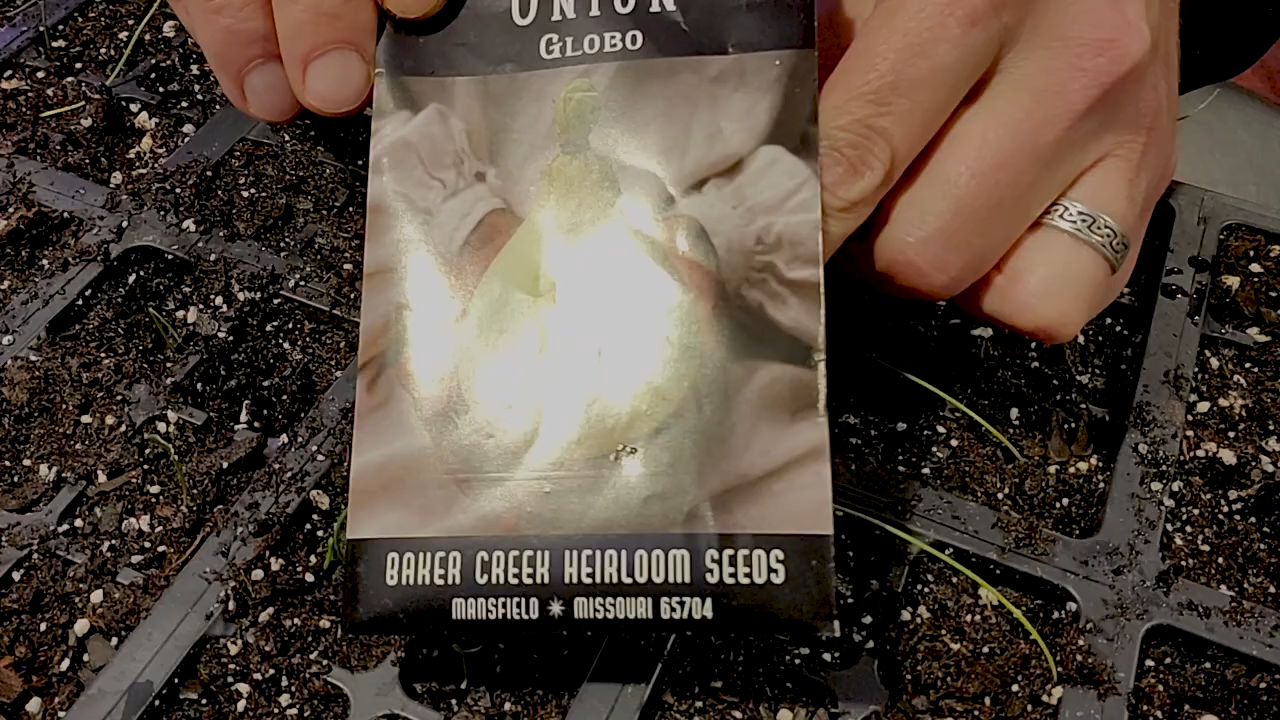 ONION
GLOBO
BAKER CREEK HEIRLOOM SEEDS
MANSFIELD ✷ MISSOURI 65704